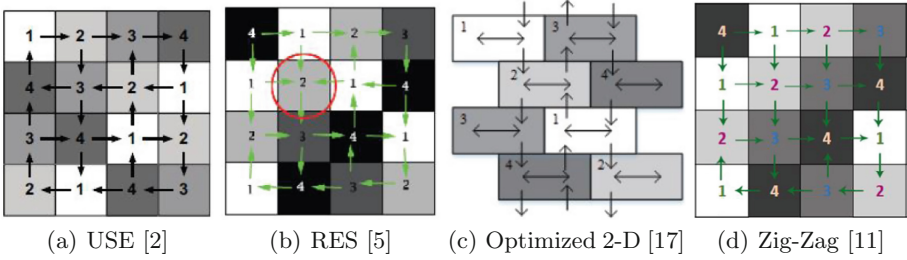 1 2 3 4
4 3 2 1
3 4 1 2
2 1 4 3
(a) USE [2]
4 1 2 3
1 2 1 4
2 3 4 1
1 4 3 2
(b) RES [5]
1 3
2 4
3 1
4 2
(c) Optimized 2-D [17]
4 1 2 3
1 2 3 4
2 3 4 1
1 4 3 2
(d) Zig-Zag [11]